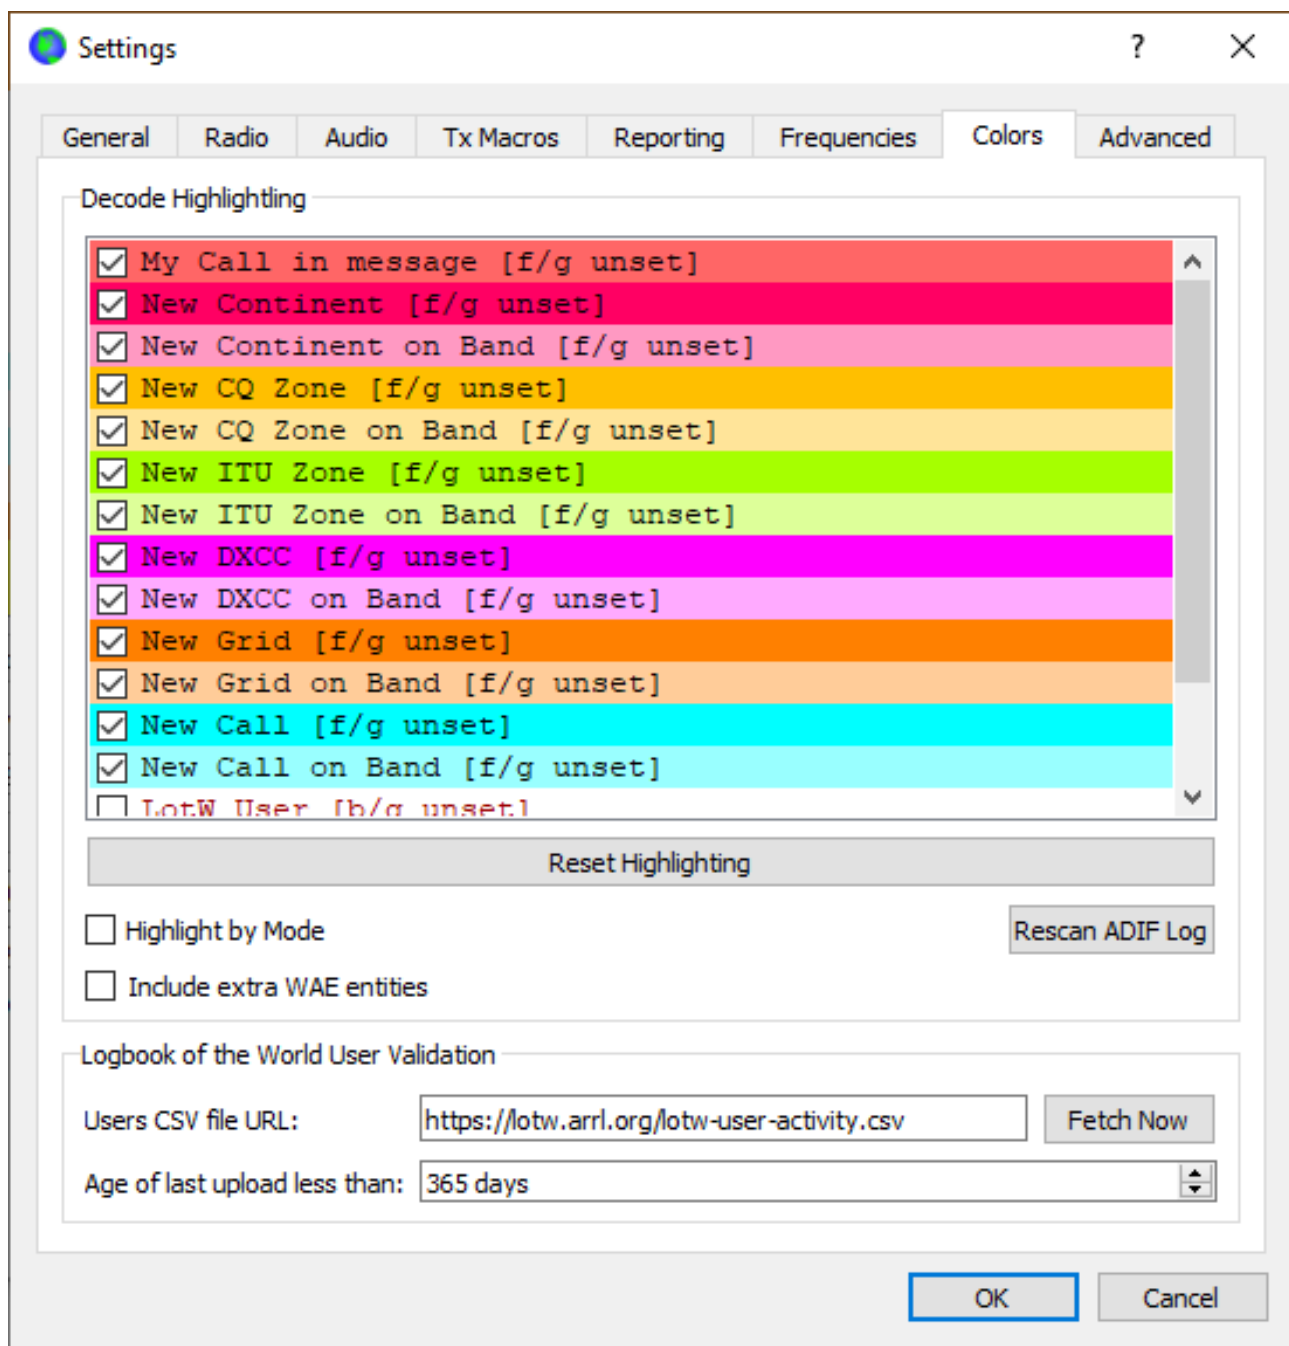 Settings
?
General Radio Audio Tx Macros Reporting Frequencies Colors Advanced
Decode Highlightling
My Call in message [f/g unset]
New Continent [f/g unset]
New Continent on Band [f/g unset]
New CQ Zone [f/g unset]
New CQ Zone on Band [f/g unset]
New ITU Zone [f/g unset]
New ITU Zone on Band [f/g unset]
New DXCC [f/g unset]
New DXCC on Band [f/g unset]
New Grid [f/g unset]
New Grid on Band [f/g unset]
New Call [f/g unset]
New Call on Band [f/g unset]
LotW User [b/g unset]
Reset Highlighting
Highlight by Mode Rescan ADIF Log
Include extra WAE entities
Logbook of the World User Validation
Users CSV file URL: https://lotw.arrl.org/lotw-user-activity.csv Fetch Now
Age of last upload less than: 365 days
OK Cancel